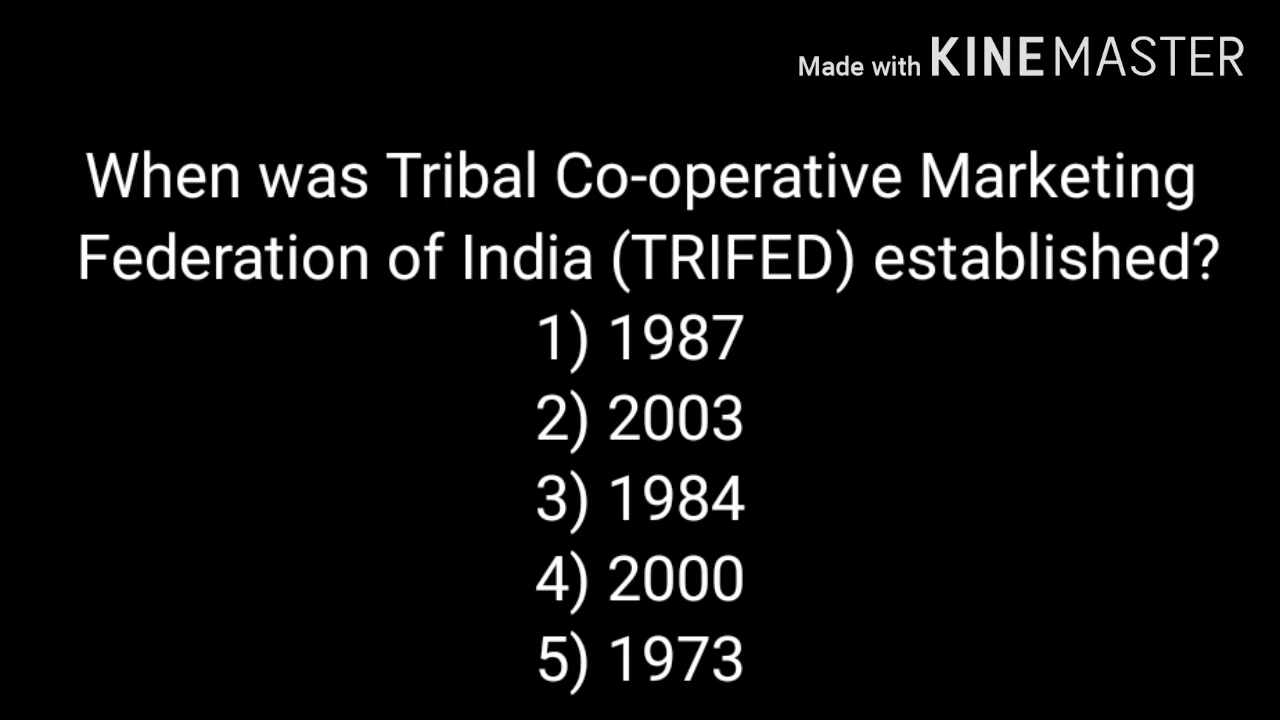 Made with KINEMASTER
When was Tribal Co-operative Marketing
Federation of India (TRIFED) established?
1) 1987
2) 2003
3) 1984
4) 2000
5) 1973